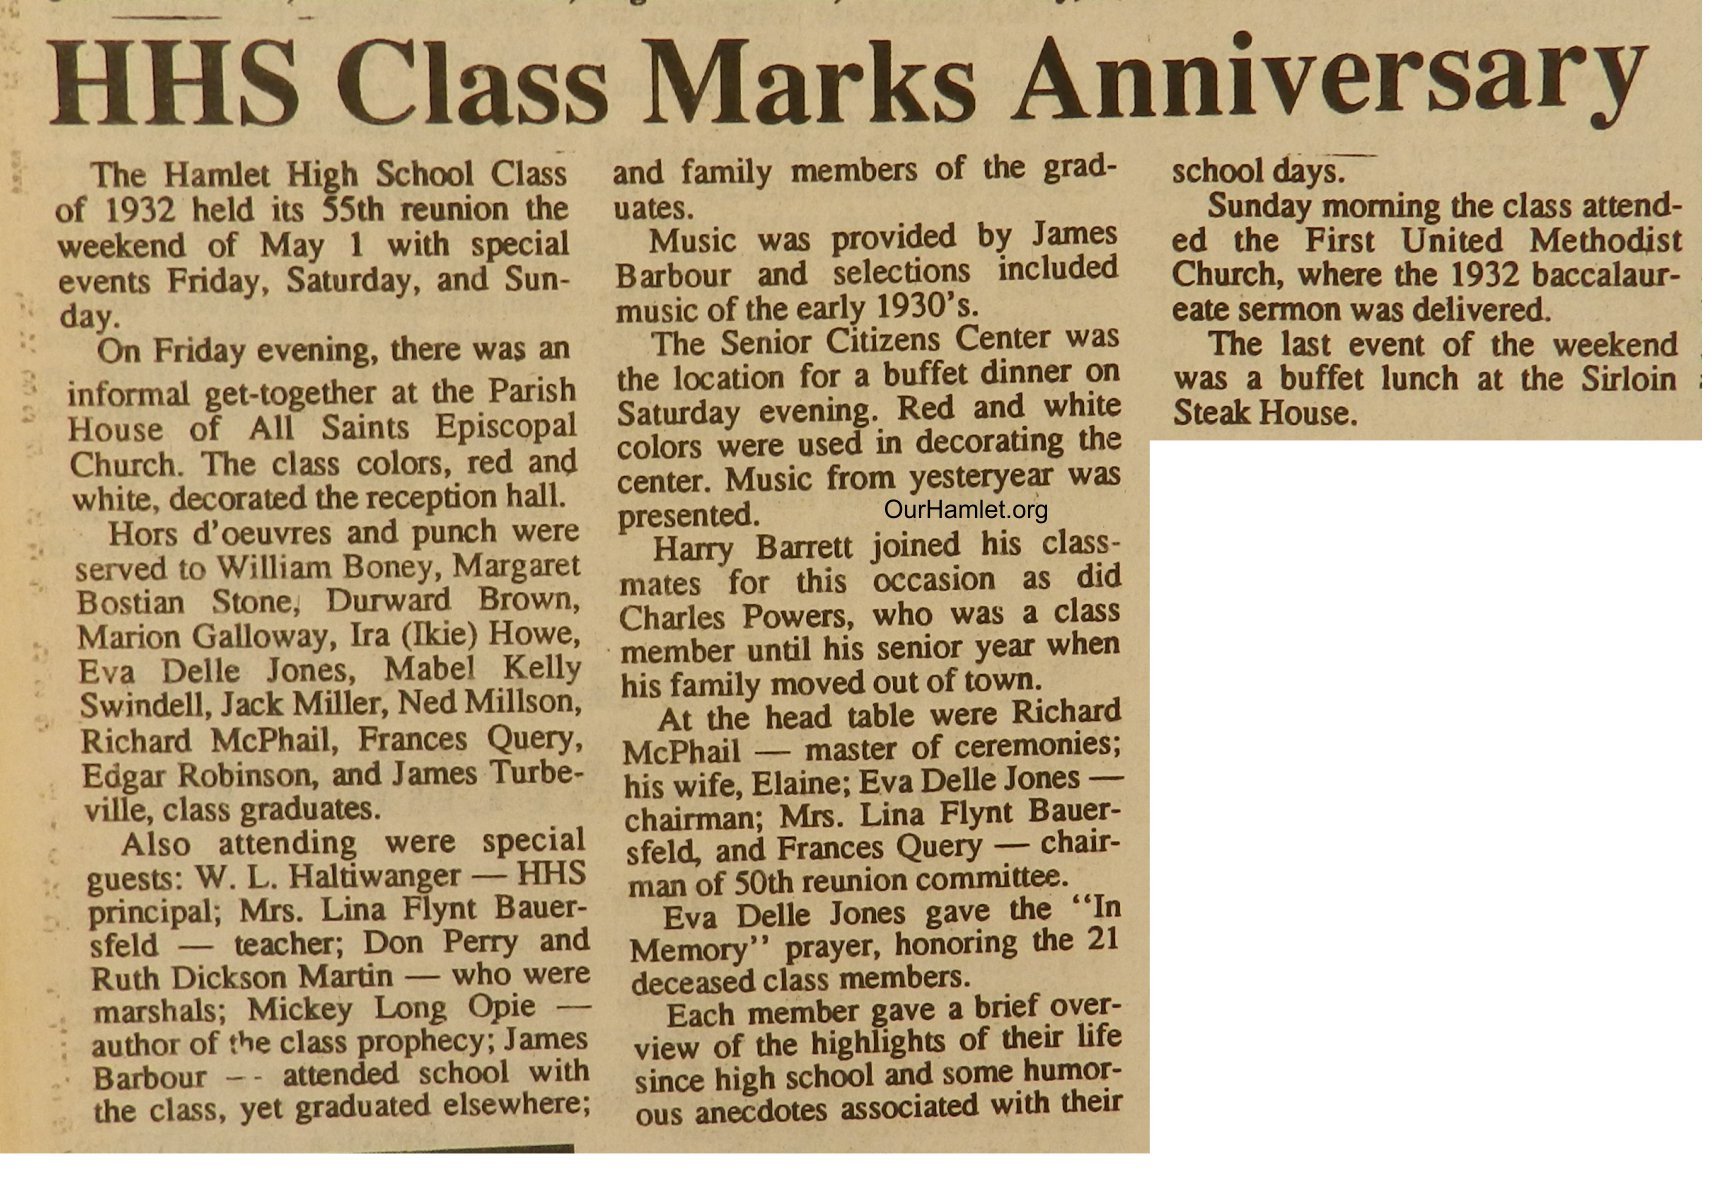 HHS Class Marks Anniversary
The Hamlet High School Class
of 1932 held its 55th reunion the
weekend of May 1 with special
events Friday, Saturday, and Sun-
day.
On Friday evening, there was an
informal get-together at the Parish
House of All Saints Episcopal
Church. The class colors, red and
white, decorated the reception hall.
Hors d'oeuvres and punch were
served to William Boney, Margaret
Bostian Stone, Durward Brown,
Marion Galloway, Ira (Ikie) Howe,
Eva Delle Jones, Mabel Kelly
Swindell, Jack Miller, Ned Millson,
Richard McPhail, Frances Query,
Edgar Robinson, and James Turbe-
ville, class graduates.
Also attending were special
guests: W. L. Haltiwanger — HHS
principal; Mrs. Lina Flynt Bauer-
sfeld — teacher; Don Perry and
Ruth Dickson Martin — who were
marshals; Mickey Long Opie —
author of the class prophecy; James
Barbour -- attended school with
the class, yet graduated elsewhere;
and family members of the grad-
uates.
Music was provided by James
Barbour and selections included
music of the early 1930's.
The Senior Citizens Center was
the location for a buffet dinner on
Saturday evening. Red and white
colors were used in decorating the
center. Music from yesteryear was
presented.
OurHamlet.org
Harry Barrett joined his class-
mates for this occasion as did
Charles Powers, who was a class
member until his senior year when
his family moved out of town.
At the head table were Richard
McPhail — master of ceremonies;
his wife, Elaine; Eva Delle Jones —
chairman; Mrs. Lina Flynt Bauer-
sfeld, and Frances Query — chair-
man of 50th reunion committee.
Eva Delle Jones gave the "In
Memory" prayer, honoring the 21
deceased class members.
Each member gave a brief over-
view of the highlights of their life
since high school and some humor-
ous anecdotes associated with their
school days.
Sunday morning the class attend-
ed the First United Methodist
Church, where the 1932 baccalaur-
eate sermon was delivered.
The last event of the weekend
was a buffet lunch at the Sirloin
Steak House.